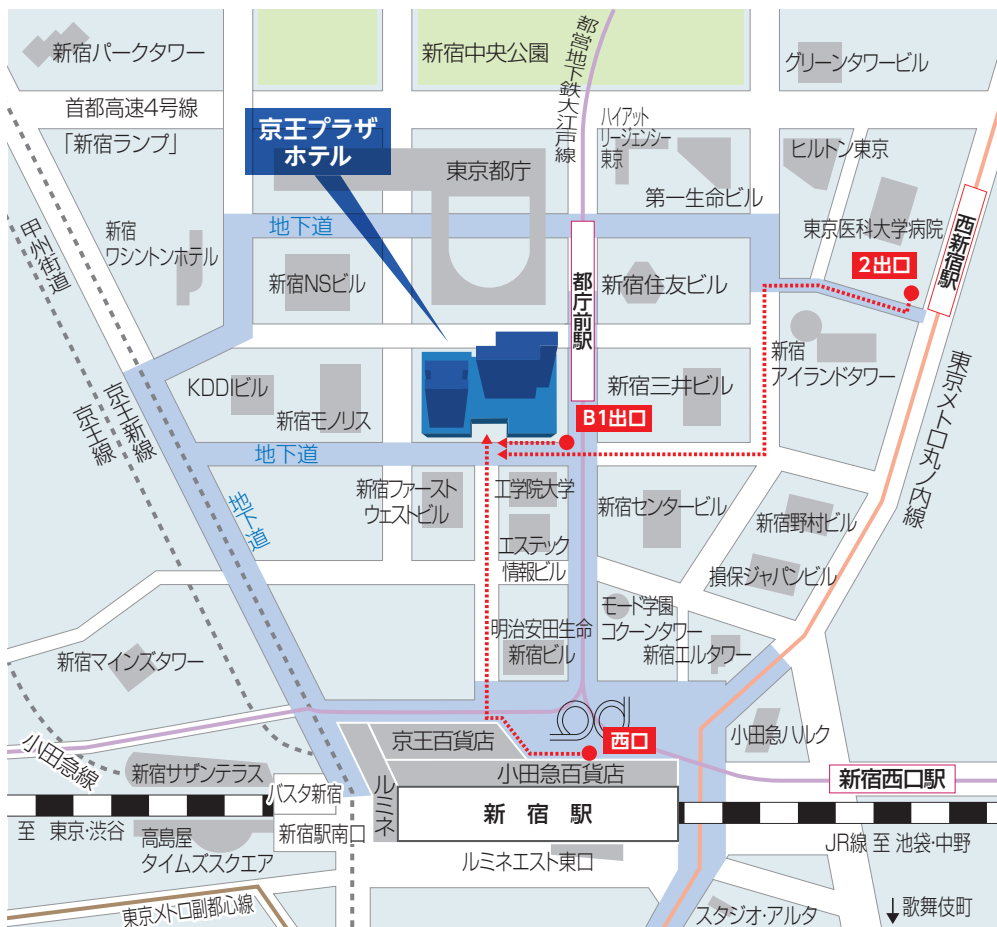 新宿パークタワー
新宿中央公園
都営地下鉄大江戸線
グリーンタワービル
首都高速4号線
「新宿ランプ」
京王プラザ
ホテル
東京都庁
ハイアット
リージェンシー
東京
ヒルトン東京
第一生命ビル
東京医科大学病院
地下道
新宿
ワシントンホテル
甲州街道
新宿NSビル
都庁前駅
新宿住友ビル
2出口
西新宿駅
新宿
アイランドタワー
KDDIビル
新宿モノリス
新宿三井ビル
B1出口
京王新線
京王線
東京メトロ丸ノ内線
地下道
地下道
新宿ファースト
ウェストビル
工学院大学
新宿センタービル
新宿野村ビル
エステック
情報ビル
損保ジャパンビル
モード学園
コクーンタワー
明治安田生命
新宿ビル
新宿エルタワー
新宿マインズタワー
小田急ハルク
西口
京王百貨店
小田急百貨店
小田急線
新宿サザンテラス
バスタ新宿
ルミネ
新宿西口駅
新宿駅
至 東京・渋谷
高島屋
タイムズスクエア
新宿駅南口
ルミネエスト東口
JR線 至 池袋・中野
東京メトロ副都心線
スタジオ・アルタ
↓歌舞伎町